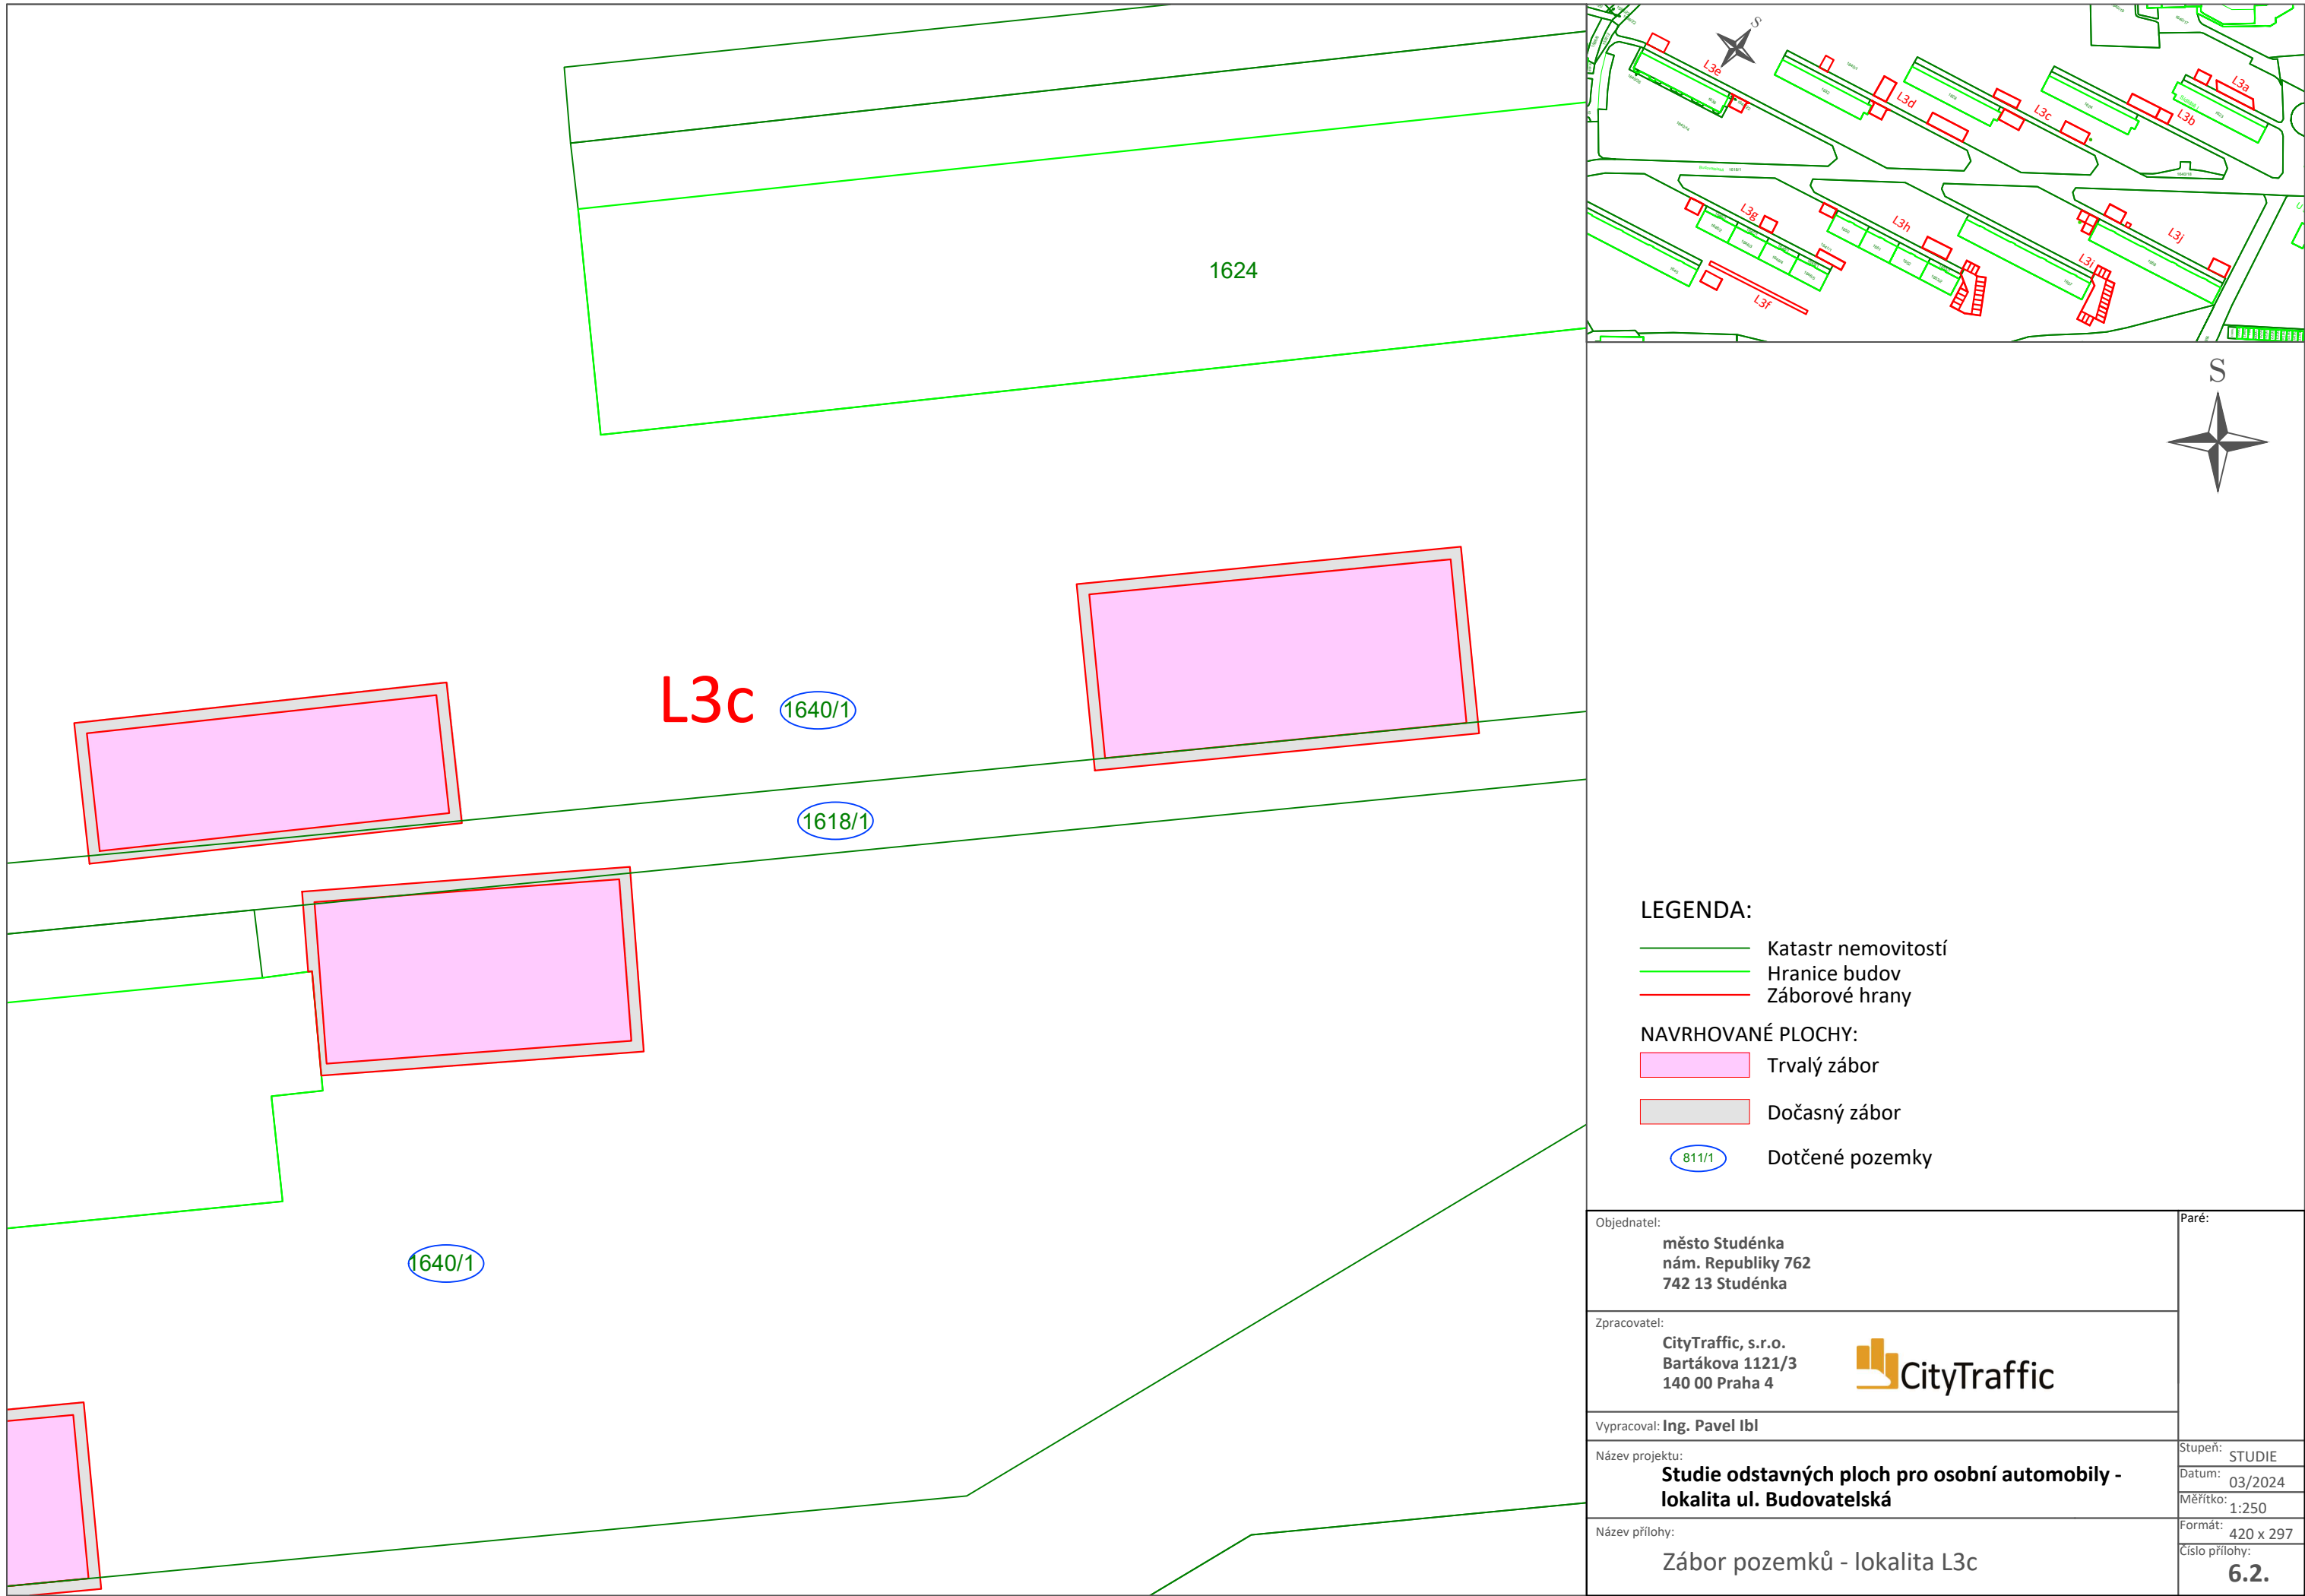 1624
L3c
1640/1
1618/1
1640/1
S
L3e
L3d
L3c
L3b
L3a
L3g
L3h
L3i
L3j
L3f
S
LEGENDA:
Katastr nemovitostí
Hranice budov
Záborové hrany
NAVRHOVANÉ PLOCHY:
Trvalý zábor
Dočasný zábor
811/1 Dotčené pozemky
Objednatel:
město Studénka
nám. Republiky 762
742 13 Studénka
Paré:
Zpracovatel:
CityTraffic, s.r.o.
Bartákova 1121/3
140 00 Praha 4
CityTraffic
Vypracoval: Ing. Pavel Ibl
Název projektu:
Studie odstavných ploch pro osobní automobily -
lokalita ul. Budovatelská
Stupeň: STUDIE
Datum: 03/2024
Měřítko: 1:250
Název přílohy:
Zábor pozemků - lokalita L3c
Formát: 420 x 297
Číslo přílohy:
6.2.